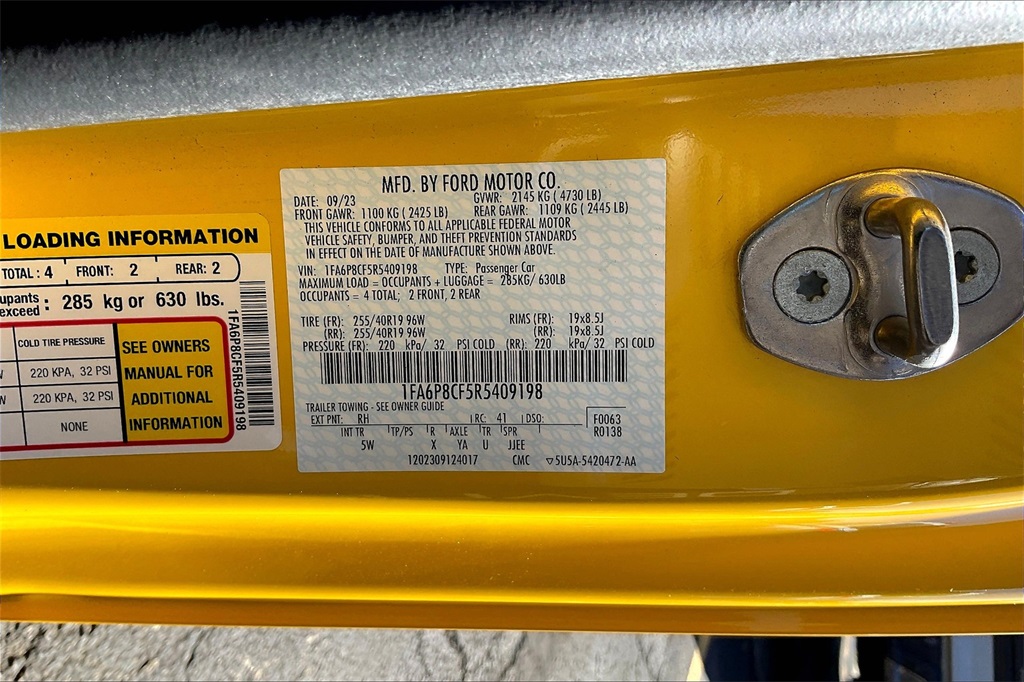 LOADING INFORMATION
TOTAL : 4 FRONT: 2 REAR: 2
upants
exceed : 285 kg or 630 lbs.
COLD TIRE PRESSURE
W 220 KPA, 32 PSI
W 220 KPA, 32 PSI
NONE
SEE OWNERS
MANUAL FOR
ADDITIONAL
INFORMATION
1FA6P8CF5R5409198
MFD. BY FORD MOTOR CO.
DATE: 09/23 GVWR: 2145 KG ( 4730 LB)
FRONT GAWR: 1100 KG ( 2425 LB) REAR GAWR: 1109 KG ( 2445 LB)
THIS VEHICLE CONFORMS TO ALL APPLICABLE FEDERAL MOTOR
VEHICLE SAFETY, BUMPER, AND THEFT PREVENTION STANDARDS
IN EFFECT ON THE DATE OF MANUFACTURE SHOWN ABOVE.
VIN: 1FA6P8CF5R5409198 TYPE: Passenger Car
MAXIMUM LOAD = OCCUPANTS + LUGGAGE = 285KG/ 630LB
OCCUPANTS = 4 TOTAL; 2 FRONT, 2 REAR
TIRE (FR): 255/40R19 96W RIMS (FR): 19x8.5J
(RR): 255/40R19 96W (RR): 19x8.5J
PRESSURE (FR): 220 kPa/ 32 PSI COLD (RR): 220 kPa/ 32 PSI COLD
1FA6P8CF5R5409198
TRAILER TOWING - SEE OWNER GUIDE
EXT PNT: RH RC: 41 DSO: F0063
INT TR TP/PS R AXLE TR SPR R0138
5W X YA U JJEE
1202309124017 CMC ▽5U5A-5420472-AA